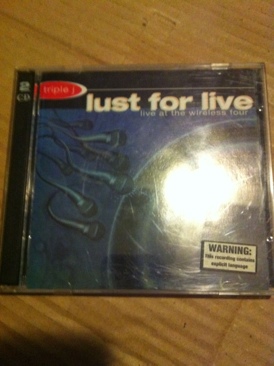 2
CD
triple j
lust for live
live at the wireless four
WARNING:
This recording contains
explicit language